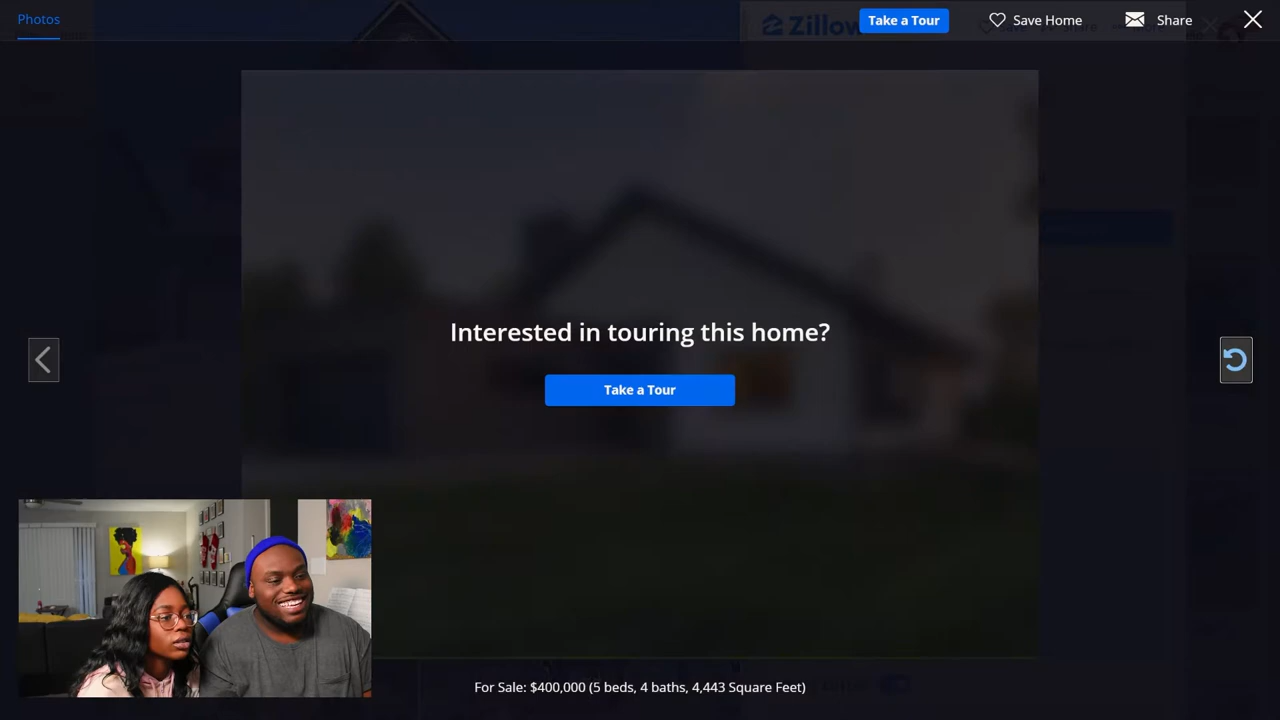 Photos
Zillow
Take a Tour
Save Home
Share
Interested in touring this home?
Take a Tour
For Sale: $400,000 (5 beds, 4 baths, 4,443 Square Feet)